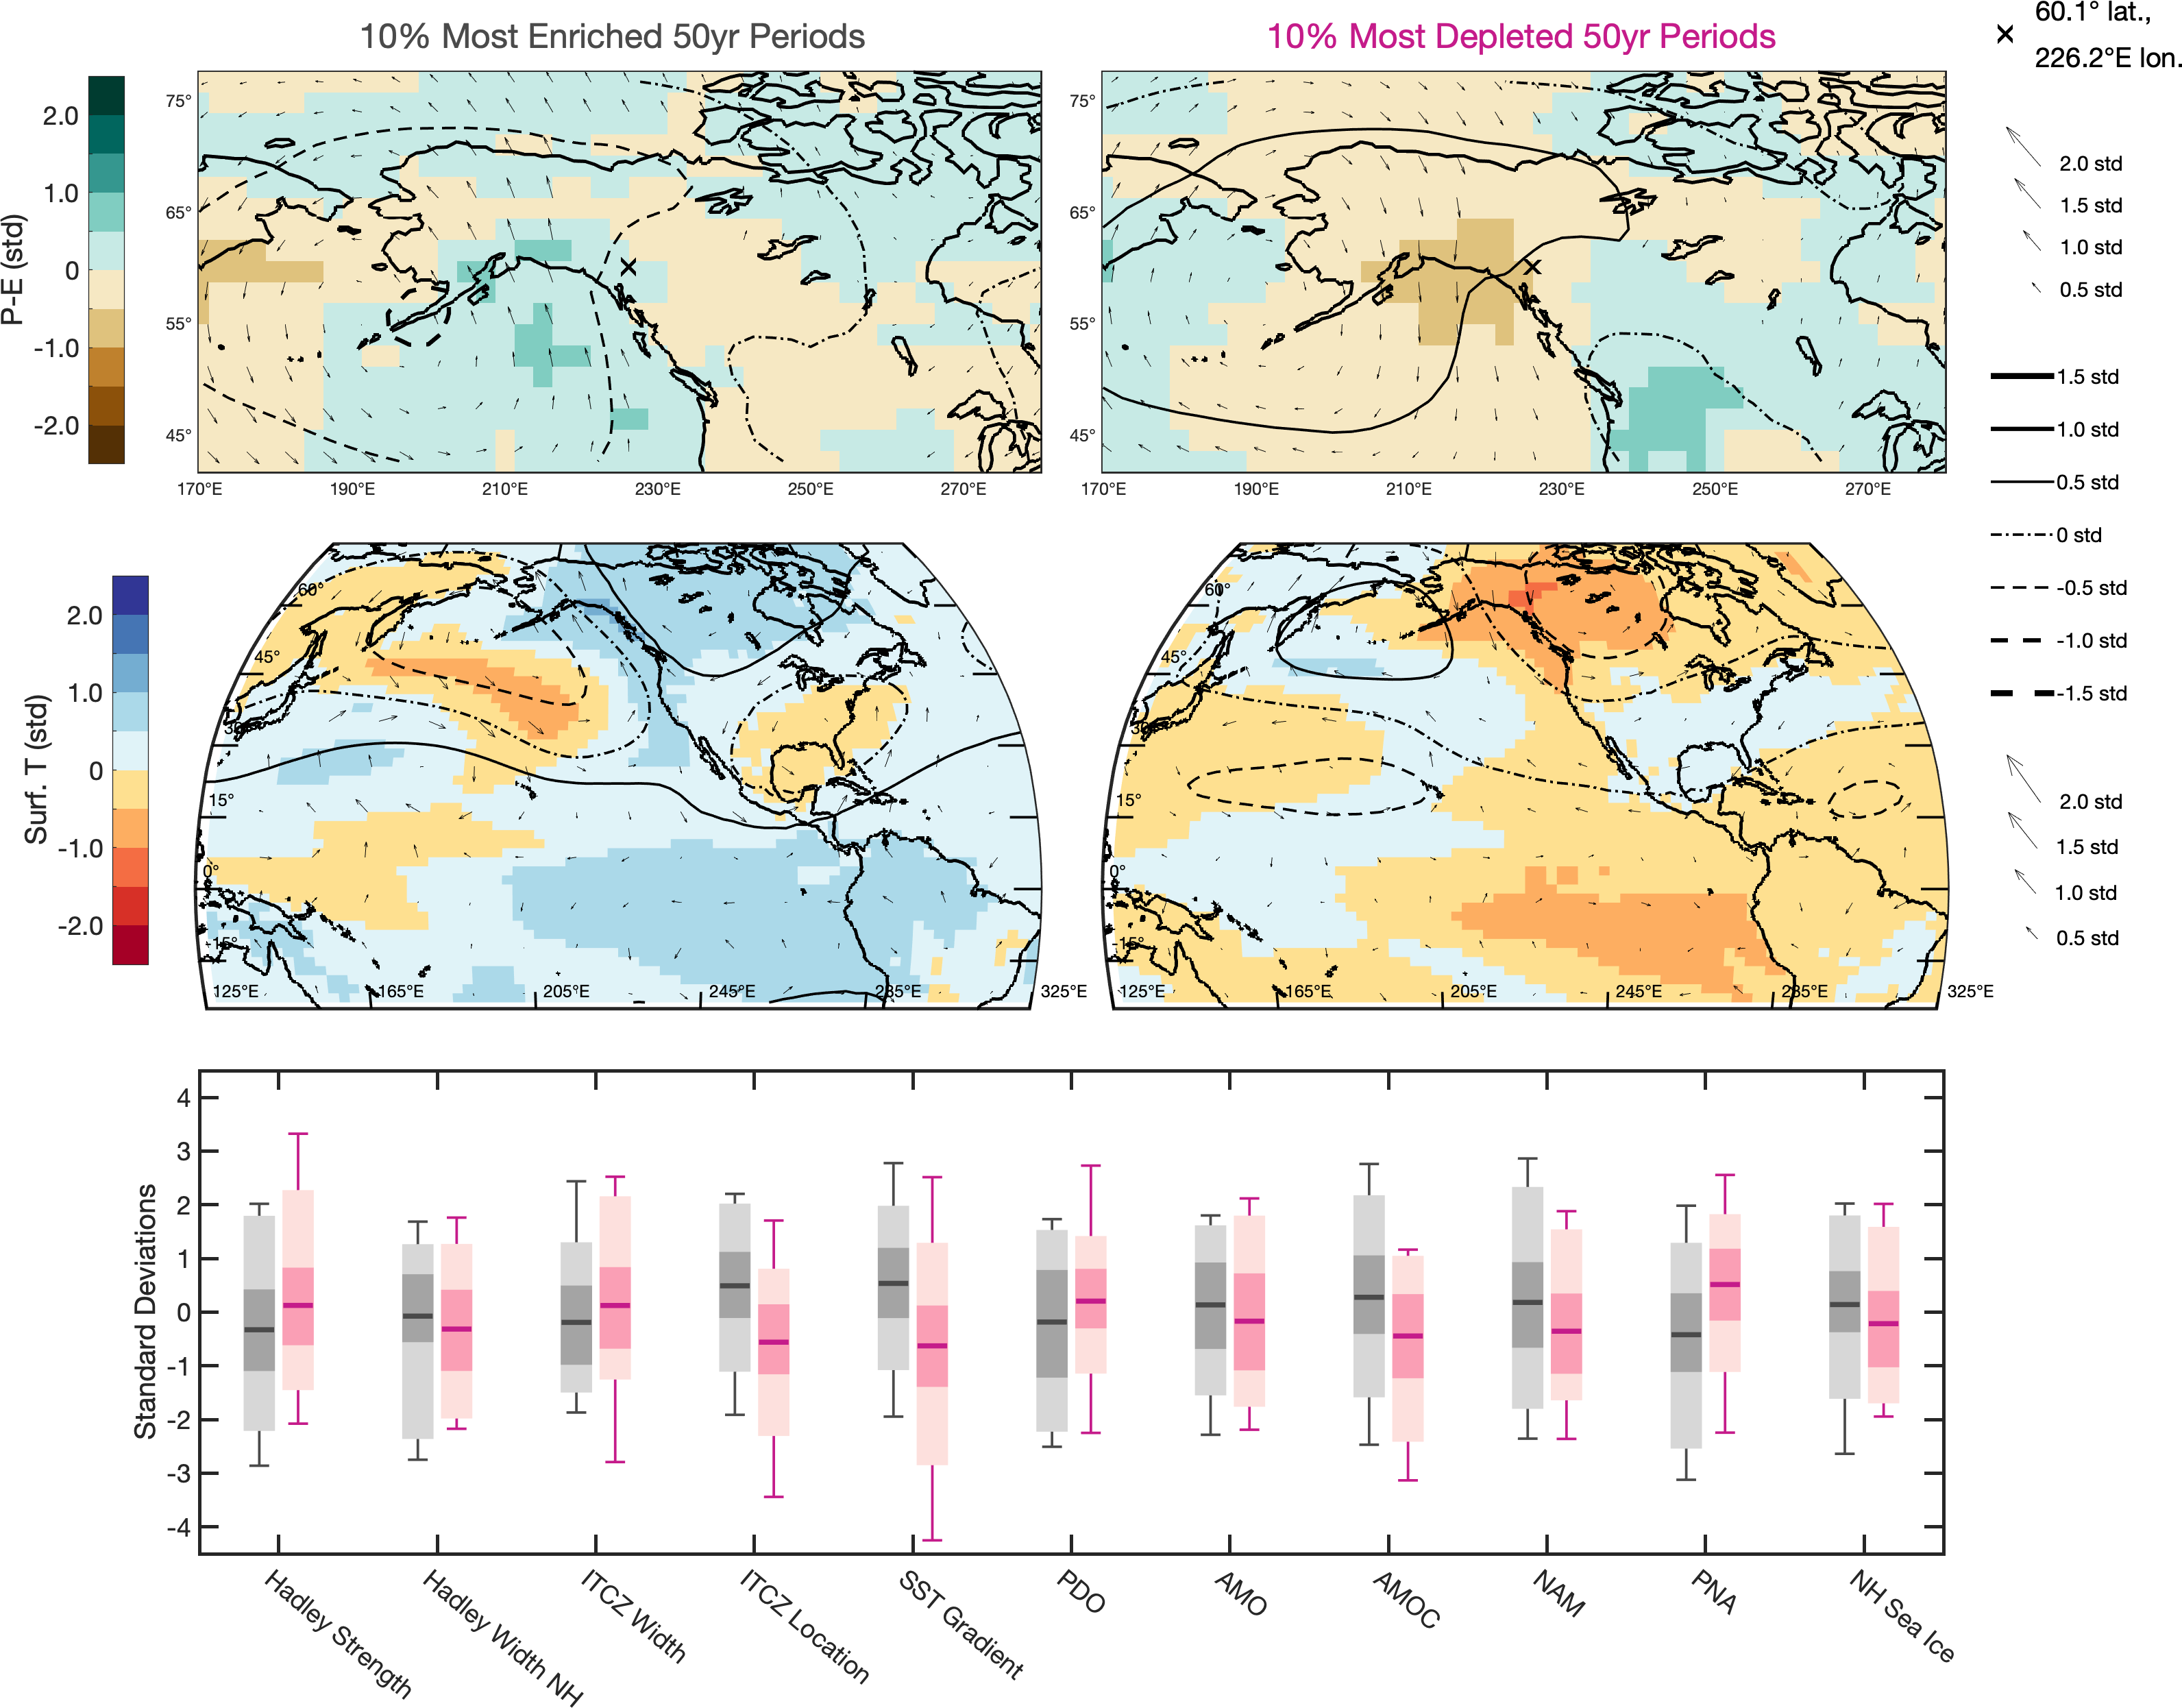 10% Most Enriched 50yr Periods
10% Most Depleted 50yr Periods
60.1° lat.,
226.2°E lon.
P-E (std)
2.0
1.0
0
-1.0
-2.0
75°
65°
55°
45°
170°E
190°E
210°E
230°E
250°E
270°E
75°
65°
55°
45°
170°E
190°E
210°E
230°E
250°E
270°E
2.0 std
1.5 std
1.0 std
0.5 std
1.5 std
1.0 std
0.5 std
0 std
-0.5 std
-1.0 std
-1.5 std
2.0 std
1.5 std
1.0 std
0.5 std
Surf. T (std)
2.0
1.0
0
-1.0
-2.0
60°
45°
30°
15°
0°
-15°
125°E
165°E
205°E
245°E
285°E
325°E
60°
45°
30°
15°
0°
-15°
125°E
165°E
205°E
245°E
285°E
325°E
Standard Deviations
4
3
2
1
0
-1
-2
-3
-4
Hadley Strength
Hadley Width NH
ITCZ Width
ITCZ Location
SST Gradient
PDO
AMO
AMOC
NAM
PNA
NH Sea Ice